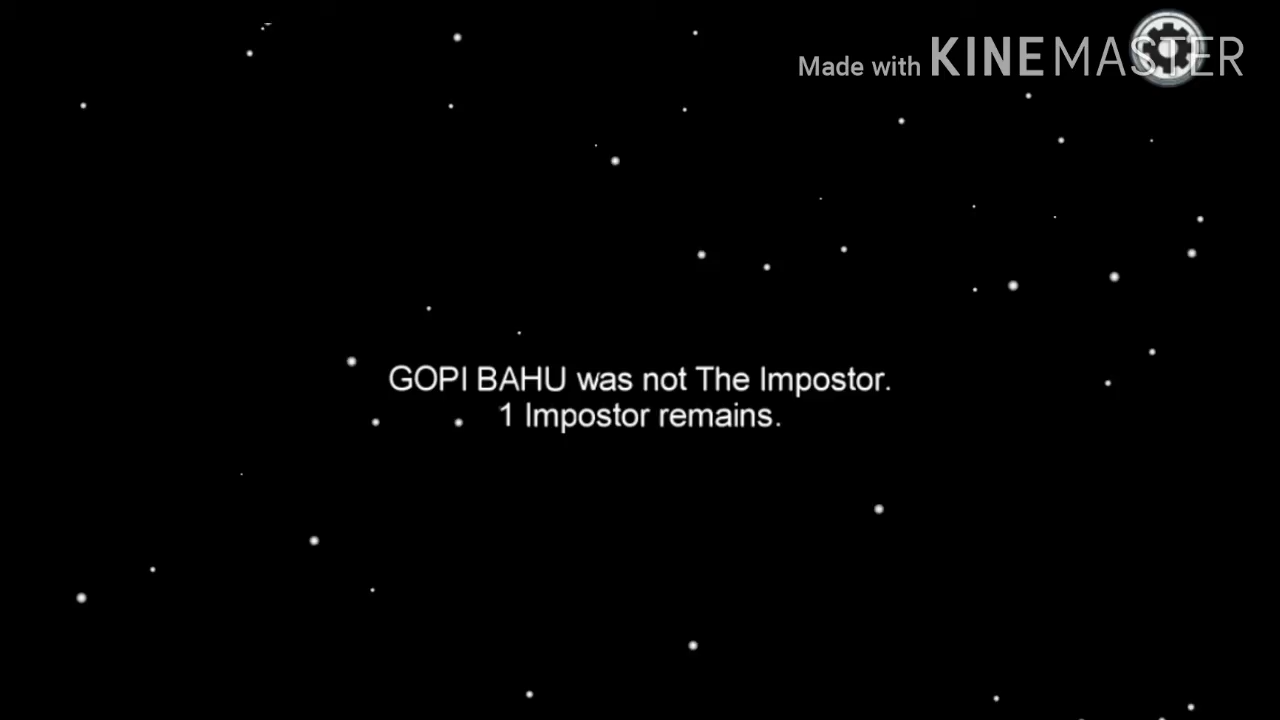 Made with KINEMASTER
GOPI BAHU was not The Impostor.
1 Impostor remains.